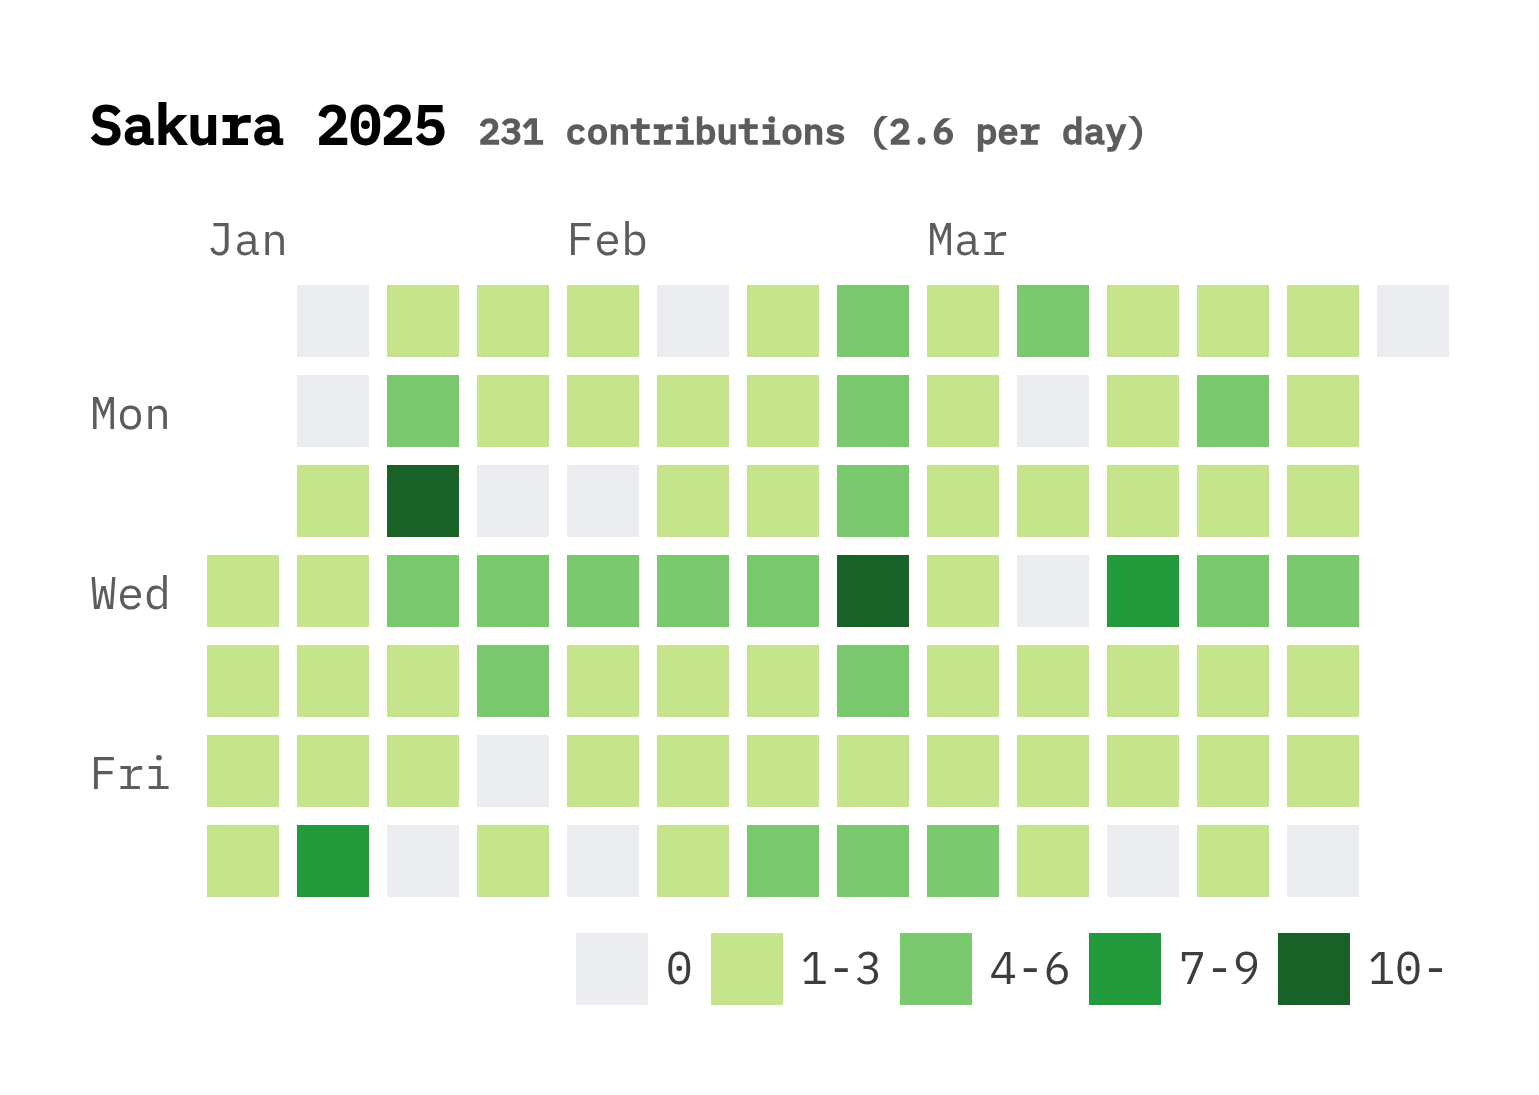 Sakura 2025 231 contributions (2.6 per day)
Jan Feb Mar
Mon
Wed
Fri
0 1-3 4-6 7-9 10-